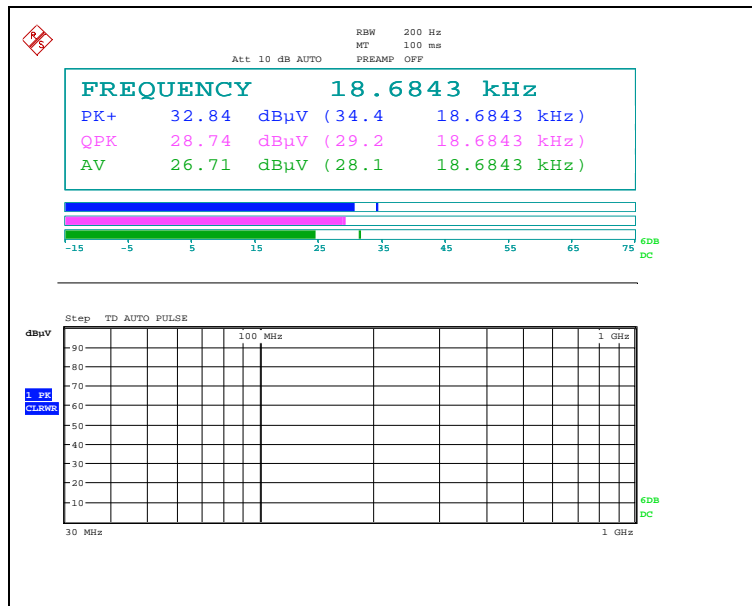 R S
RBW 200 Hz
MT 100 ms
Att 10 dB AUTO PREAMP OFF
FREQUENCY 18.6843 kHz
PK+ 32.84 dBµV (34.4 18.6843 kHz)
QPK 28.74 dBµV (29.2 18.6843 kHz)
AV 26.71 dBµV (28.1 18.6843 kHz)
-15 -5 5 15 25 35 45 55 65 75
6DB
DC
Step TD AUTO PULSE
dBµV
100 MHz 1 GHz
90
80
70
1 PK
CLRWR
60
50
40
30
20
10
6DB
DC
30 MHz 1 GHz